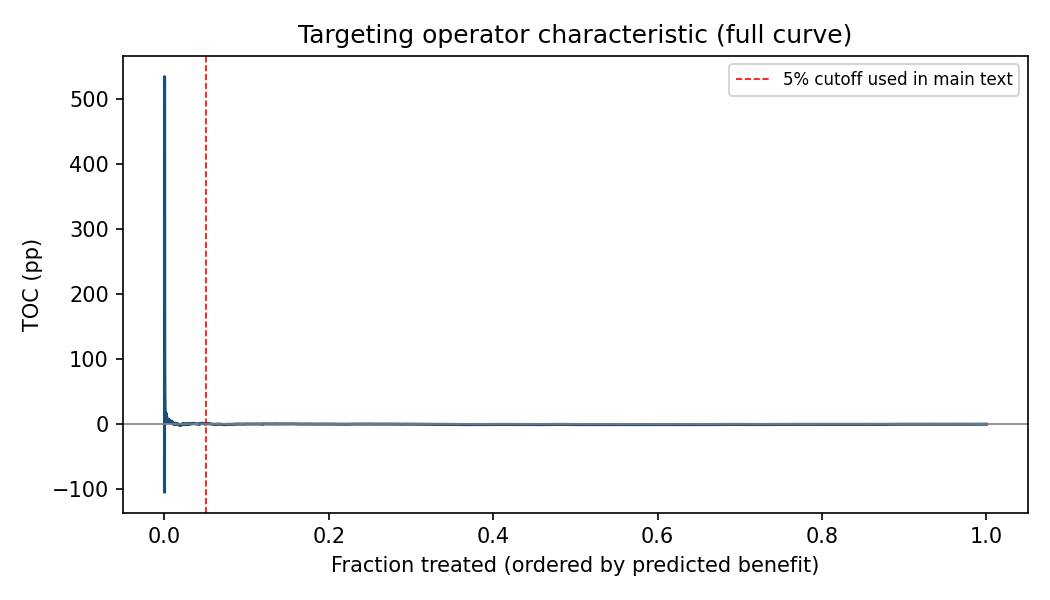 Targeting operator characteristic (full curve)
5% cutoff used in main text
TOC (pp)
500
400
300
200
100
0
−100
0.0 0.2 0.4 0.6 0.8 1.0
Fraction treated (ordered by predicted benefit)